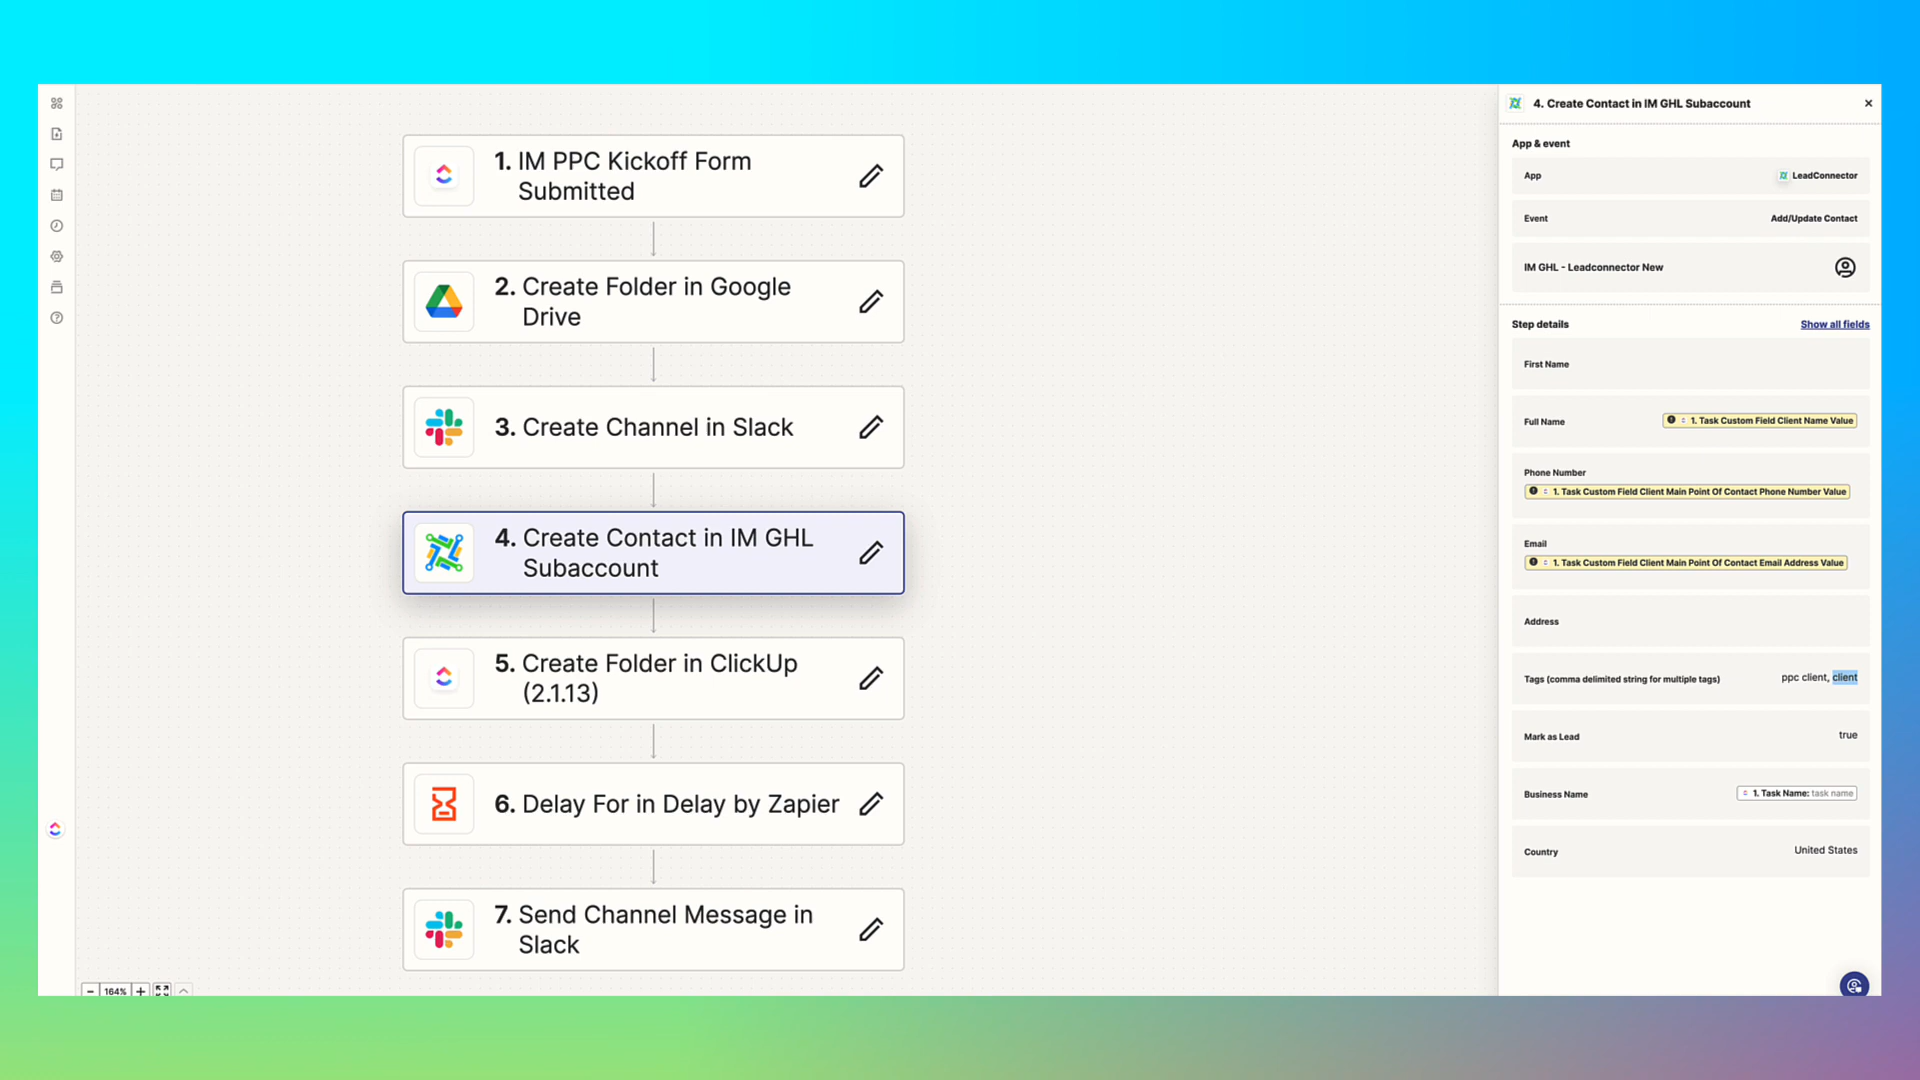 1. IM PPC Kickoff Form
Submitted
2. Create Folder in Google
Drive
3. Create Channel in Slack
4. Create Contact in IM GHL
Subaccount
5. Create Folder in ClickUp
(2.1.13)
6. Delay For in Delay by Zapier
7. Send Channel Message in
Slack
164%
4. Create Contact in IM GHL Subaccount
App & event
App LeadConnector
Event Add/Update Contact
IM GHL - Leadconnector New
Step details Show all fields
First Name
Full Name 1. Task Custom Field Client Name Value
Phone Number
1. Task Custom Field Client Main Point Of Contact Phone Number Value
Email
1. Task Custom Field Client Main Point Of Contact Email Address Value
Address
Tags (comma delimited string for multiple tags) ppc client, client
Mark as Lead true
Business Name 1. Task Name: task name
Country United States